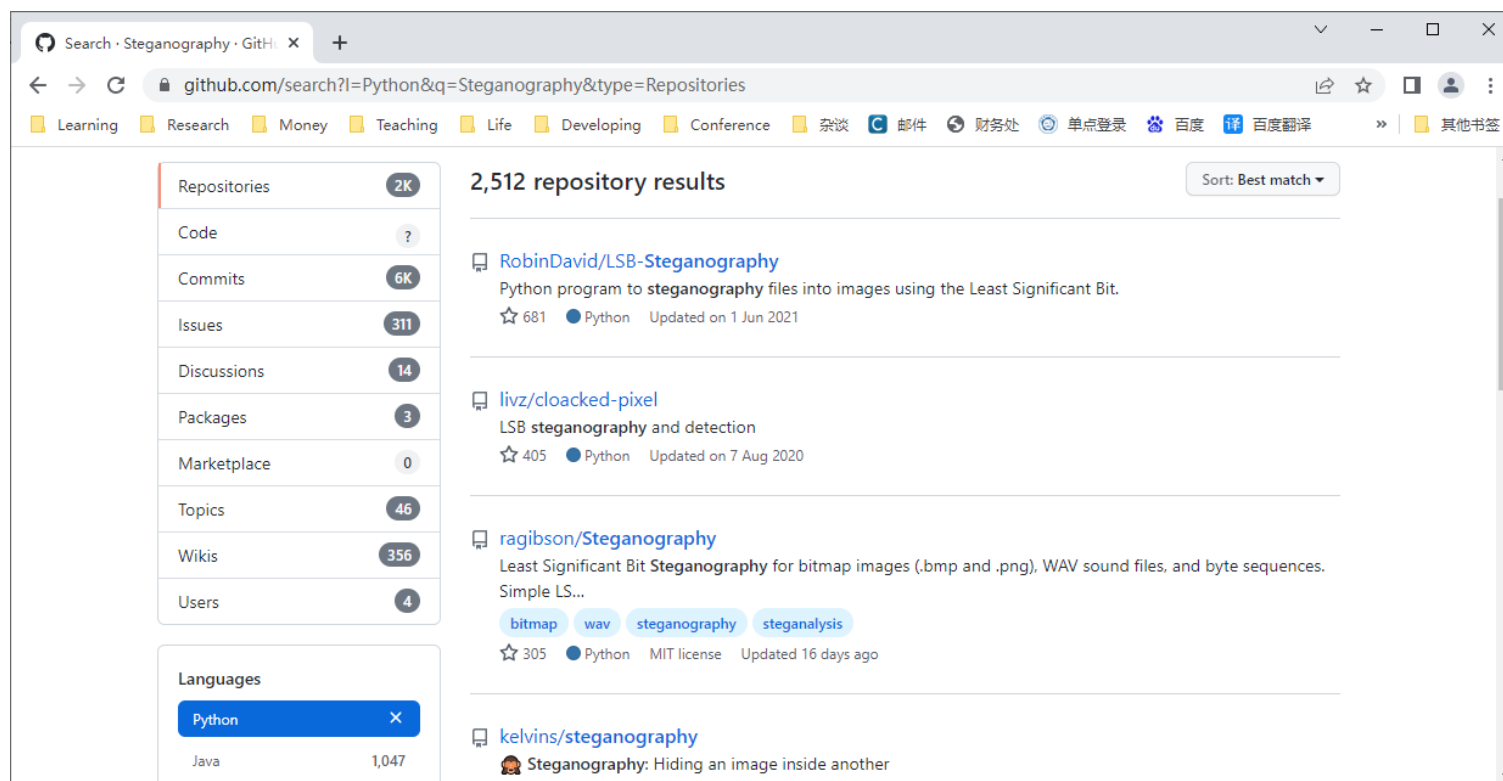 Search · Steganography · GitH
github.com/search?l=Python&q=Steganography&type=Repositories
Learning Research Money Teaching Life Developing Conference 杂谈 邮件 财务处 单点登录 百度 译 百度翻译 » 其他书签
Repositories 2K
Code ?
Commits 6K
Issues 311
Discussions 14
Packages 3
Marketplace 0
Topics 46
Wikis 356
Users 4
Languages
Python
Java 1,047
2,512 repository results
Sort: Best match
RobinDavid/LSB-Steganography
Python program to steganography files into images using the Least Significant Bit.
681 Python Updated on 1 Jun 2021
livz/cloacked-pixel
LSB steganography and detection
405 Python Updated on 7 Aug 2020
ragibson/Steganography
Least Significant Bit Steganography for bitmap images (.bmp and .png), WAV sound files, and byte sequences.
Simple LS...
bitmap wav steganography steganalysis
305 Python MIT license Updated 16 days ago
kelvins/steganography
Steganography: Hiding an image inside another